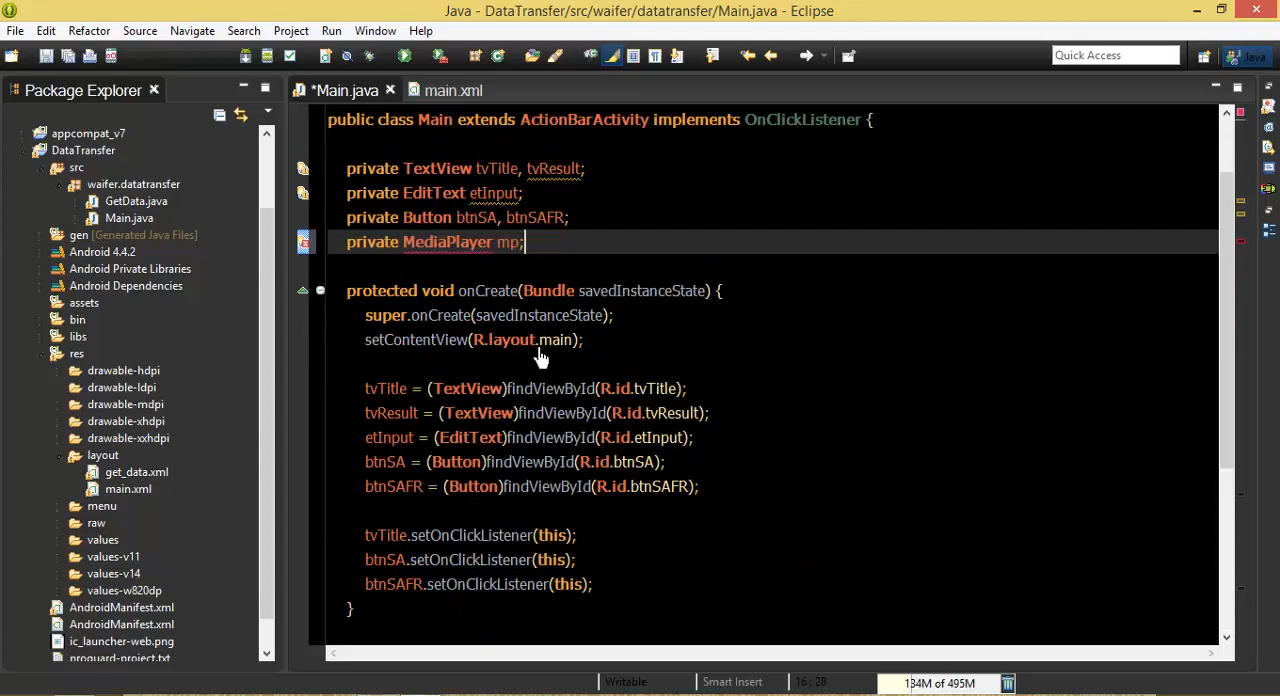 Java - DataTransfer/src/waifer/datatransfer/Main.java - Eclipse
File Edit Refactor Source Navigate Search Project Run Window Help
Quick Access
Java
Package Explorer
*Main.java
main.xml
appcompat_v7
DataTransfer
src
waifer.datatransfer
GetData.java
Main.java
gen [Generated Java Files]
Android 4.4.2
Android Private Libraries
Android Dependencies
assets
bin
libs
res
drawable-hdpi
drawable-ldpi
drawable-mdpi
drawable-xhdpi
drawable-xxhdpi
layout
get_data.xml
main.xml
menu
raw
values
values-v11
values-v14
values-w820dp
AndroidManifest.xml
AndroidManifest.xml
ic_launcher-web.png
proguard-project.txt
public class Main extends ActionBarActivity implements OnClickListener {
private TextView tvTitle, tvResult;
private EditText etInput;
private Button btnSA, btnSAFR;
private MediaPlayer mp;
protected void onCreate(Bundle savedInstanceState) {
super.onCreate(savedInstanceState);
setContentView(R.layout.main);
tvTitle = (TextView)findViewById(R.id.tvTitle);
tvResult = (TextView)findViewById(R.id.tvResult);
etInput = (EditText)findViewById(R.id.etInput);
btnSA = (Button)findViewById(R.id.btnSA);
btnSAFR = (Button)findViewById(R.id.btnSAFR);
tvTitle.setOnClickListener(this);
btnSA.setOnClickListener(this);
btnSAFR.setOnClickListener(this);
}
Writable
Smart Insert
16 : 28
134M of 495M